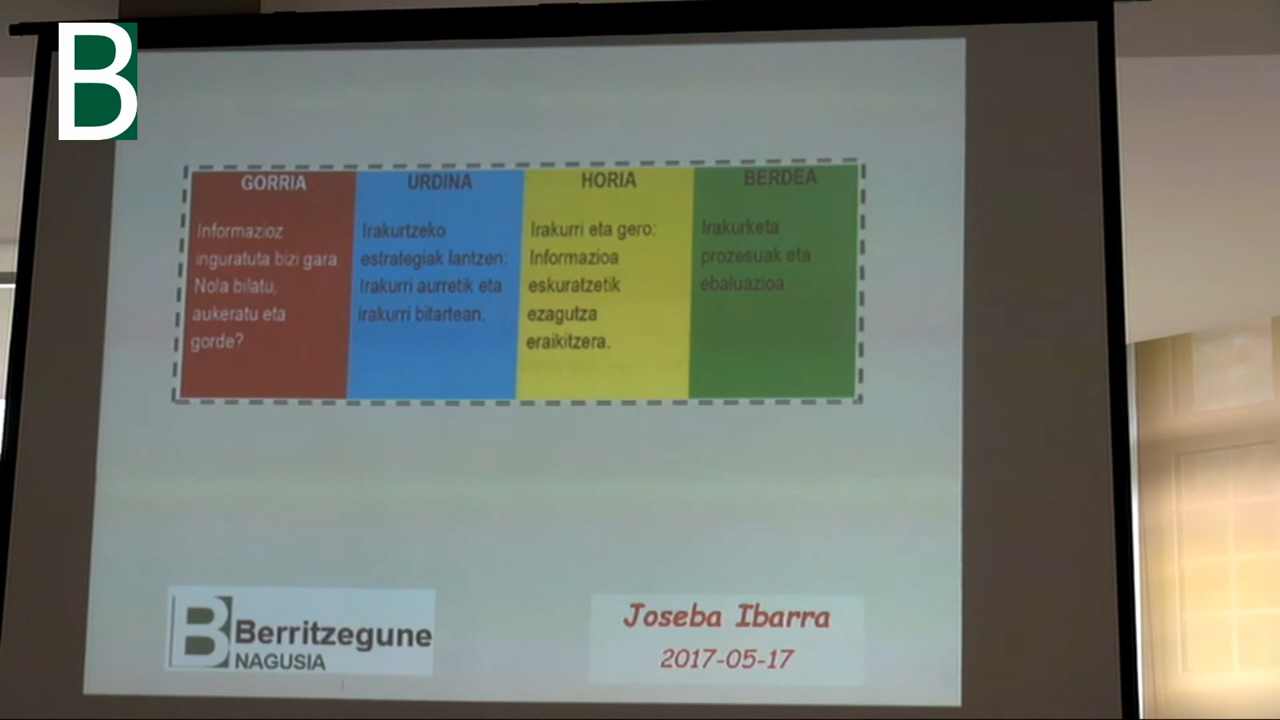 B
GORRIA
Informazioz
inguratuta bizi gara.
Nola bilatu,
aukeratu eta
gorde?
URDINA
Irakurtzeko
estrategiak lantzen:
Irakurri aurretik eta
irakurri bitartean.
HORIA
Irakurri eta gero:
Informazioa
eskuratzetik
ezagutza
eraikitzera.
BERDEA
Irakurketa
prozesuak eta
ebaluazioa.
B Berritzegune
NAGUSIA
Joseba Ibarra
2017-05-17